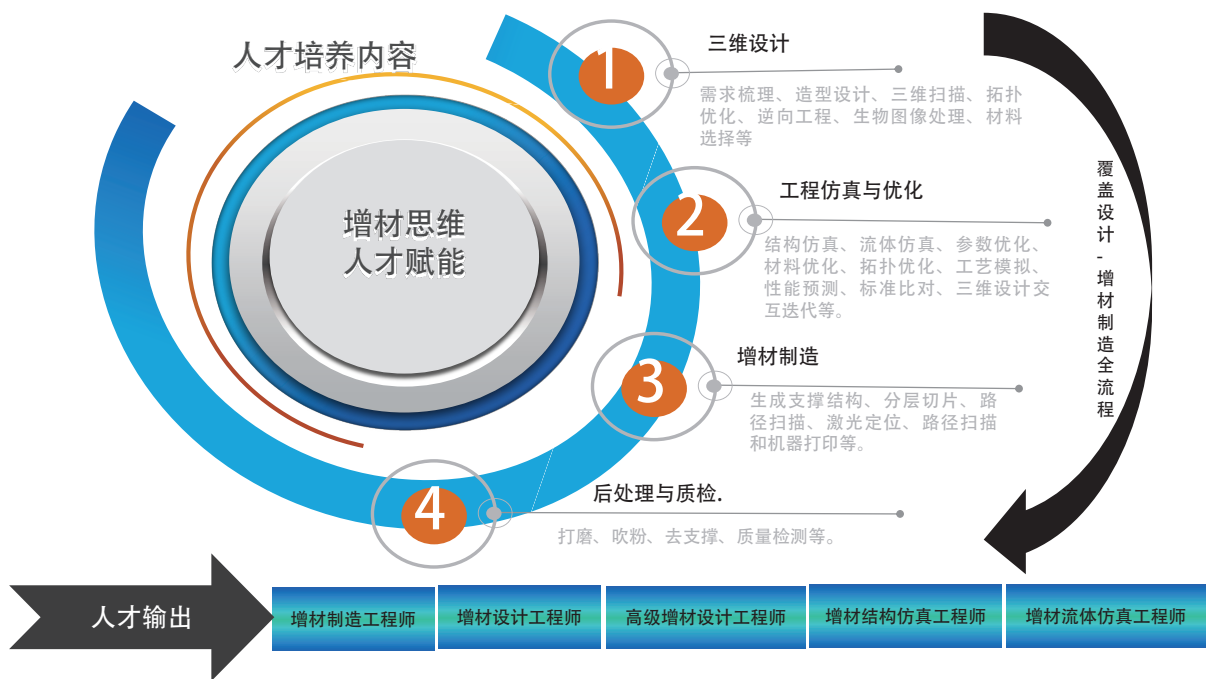 人才培养内容
增材思维
人才赋能
1
三维设计
需求梳理、造型设计、三维扫描、拓扑
优化、逆向工程、生物图像处理、材料
选择等
2
工程仿真与优化
结构仿真、流体仿真、参数优化、
材料优化、拓扑优化、工艺模拟、
性能预测、标准比对、三维设计交
互迭代等。
3
增材制造
生成支撑结构、分层切片、路
径扫描、激光定位、路径扫描
和机器打印等。
4
后处理与质检.
打磨、吹粉、去支撑、质量检测等。
覆盖设计-增材制造全流程
人才输出
增材制造工程师
增材设计工程师
高级增材设计工程师
增材结构仿真工程师
增材流体仿真工程师